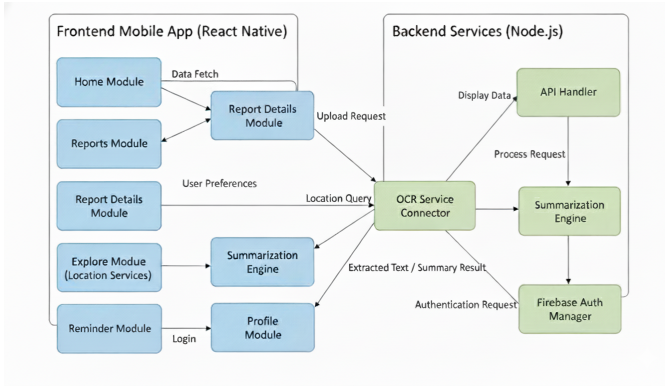 Frontend Mobile App (React Native)
Backend Services (Node.js)
Home Module
Data Fetch
Report Details
Module
Upload Request
Display Data
API Handler
Reports Module
Process Request
Report Details
Module
User Preferences
Location Query
OCR Service
Connector
Summarization
Engine
Explore Modue
(Location Services)
Summarization
Engine
Extracted Text / Summary Result
Authentication Request
Firebase Auth
Manager
Reminder Module
Login
Profile
Module